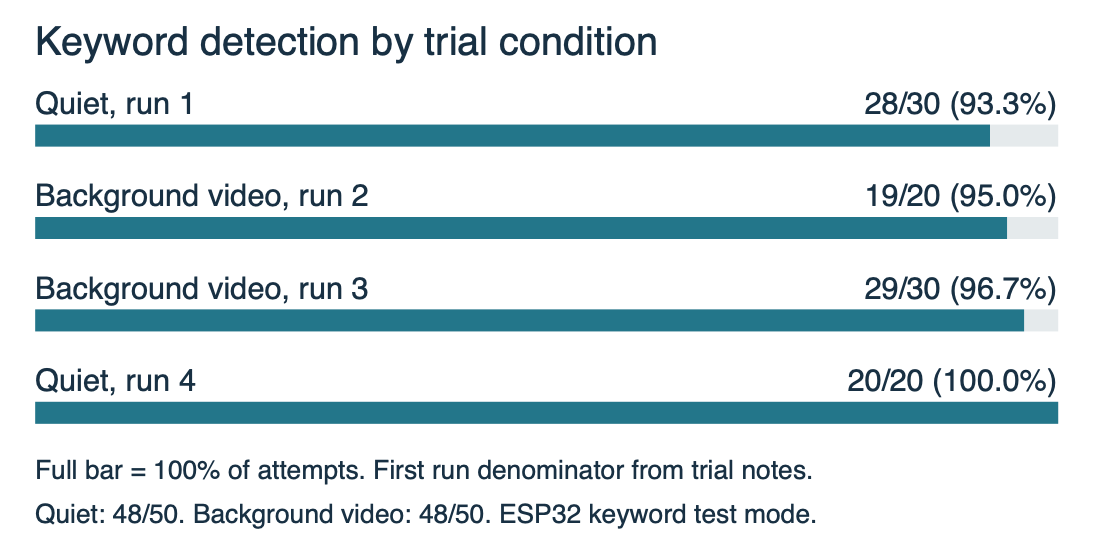 Keyword detection by trial condition
Quiet, run 1 28/30 (93.3%)
Background video, run 2 19/20 (95.0%)
Background video, run 3 29/30 (96.7%)
Quiet, run 4 20/20 (100.0%)
Full bar = 100% of attempts. First run denominator from trial notes.
Quiet: 48/50. Background video: 48/50. ESP32 keyword test mode.